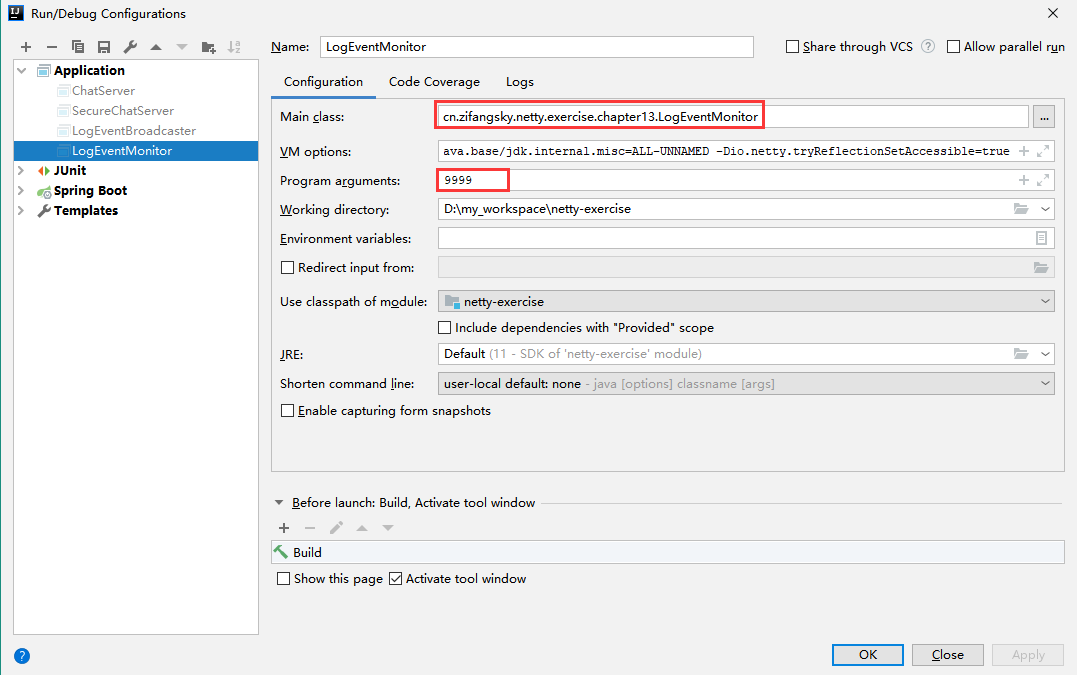 IJ Run/Debug Configurations
Name: LogEventMonitor
Share through VCS ? Allow parallel run
Application
ChatServer
SecureChatServer
LogEventBroadcaster
LogEventMonitor
JUnit
Spring Boot
Templates
Configuration Code Coverage Logs
Main class: cn.zifangsky.netty.exercise.chapter13.LogEventMonitor ...
VM options: ava.base/jdk.internal.misc=ALL-UNNAMED -Dio.netty.tryReflectionSetAccessible=true
Program arguments: 9999
Working directory: D:\my_workspace\netty-exercise
Environment variables:
Redirect input from:
Use classpath of module: netty-exercise
Include dependencies with "Provided" scope
JRE: Default (11 - SDK of 'netty-exercise' module)
Shorten command line: user-local default: none - java [options] classname [args]
Enable capturing form snapshots
Before launch: Build, Activate tool window
Build
Show this page Activate tool window
? OK Close Apply